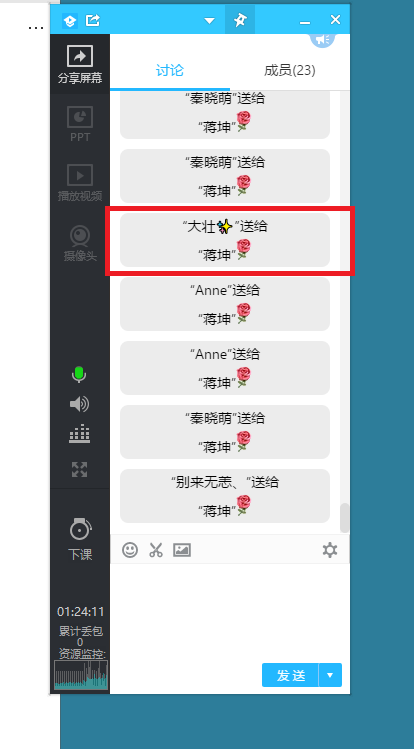 ...
分享屏幕
PPT
播放视频
摄像头
下课
01:24:11
累计丢包
0
资源监控:
讨论
成员(23)
“秦晓萌”送给
“蒋坤”🌹
“秦晓萌”送给
“蒋坤”🌹
“大壮✨”送给
“蒋坤”🌹
“Anne”送给
“蒋坤”🌹
“Anne”送给
“蒋坤”🌹
“秦晓萌”送给
“蒋坤”🌹
“别来无恙、“送给
“蒋坤”🌹
发送